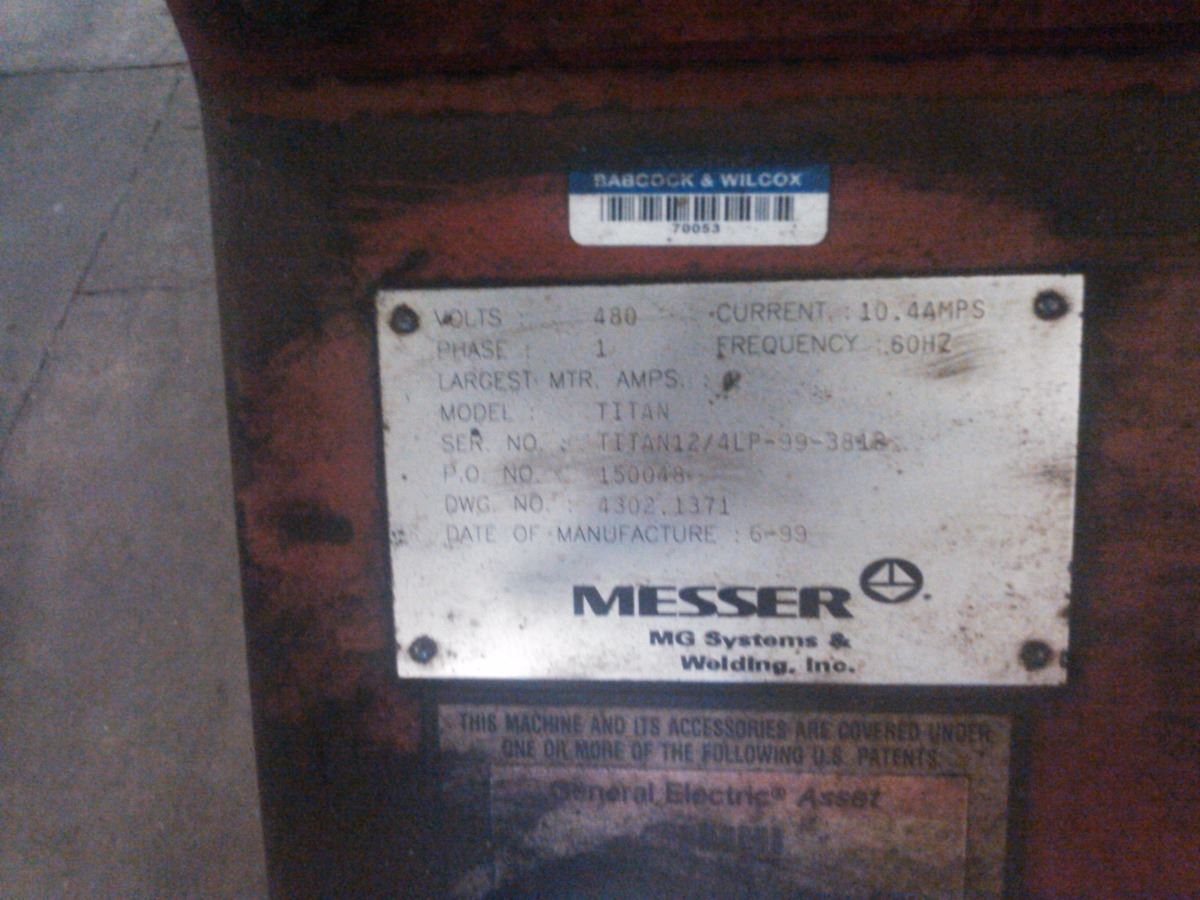 BABCOCK & WILCOX
70053
VOLTS : 480 CURRENT : 10.4AMPS
PHASE : 1 FREQUENCY : 60HZ
LARGEST MTR. AMPS. :
MODEL : TITAN
SER. NO. : TITAN12/4LP-99-3818
P.O. NO. : 150048
DWG. NO. : 4302.1371
DATE OF MANUFACTURE : 6-99
MESSER
MG Systems &
Welding, Inc.
THIS MACHINE AND ITS ACCESSORIES ARE COVERED UNDER
ONE OR MORE OF THE FOLLOWING U.S. PATENTS.
General Electric® Asset